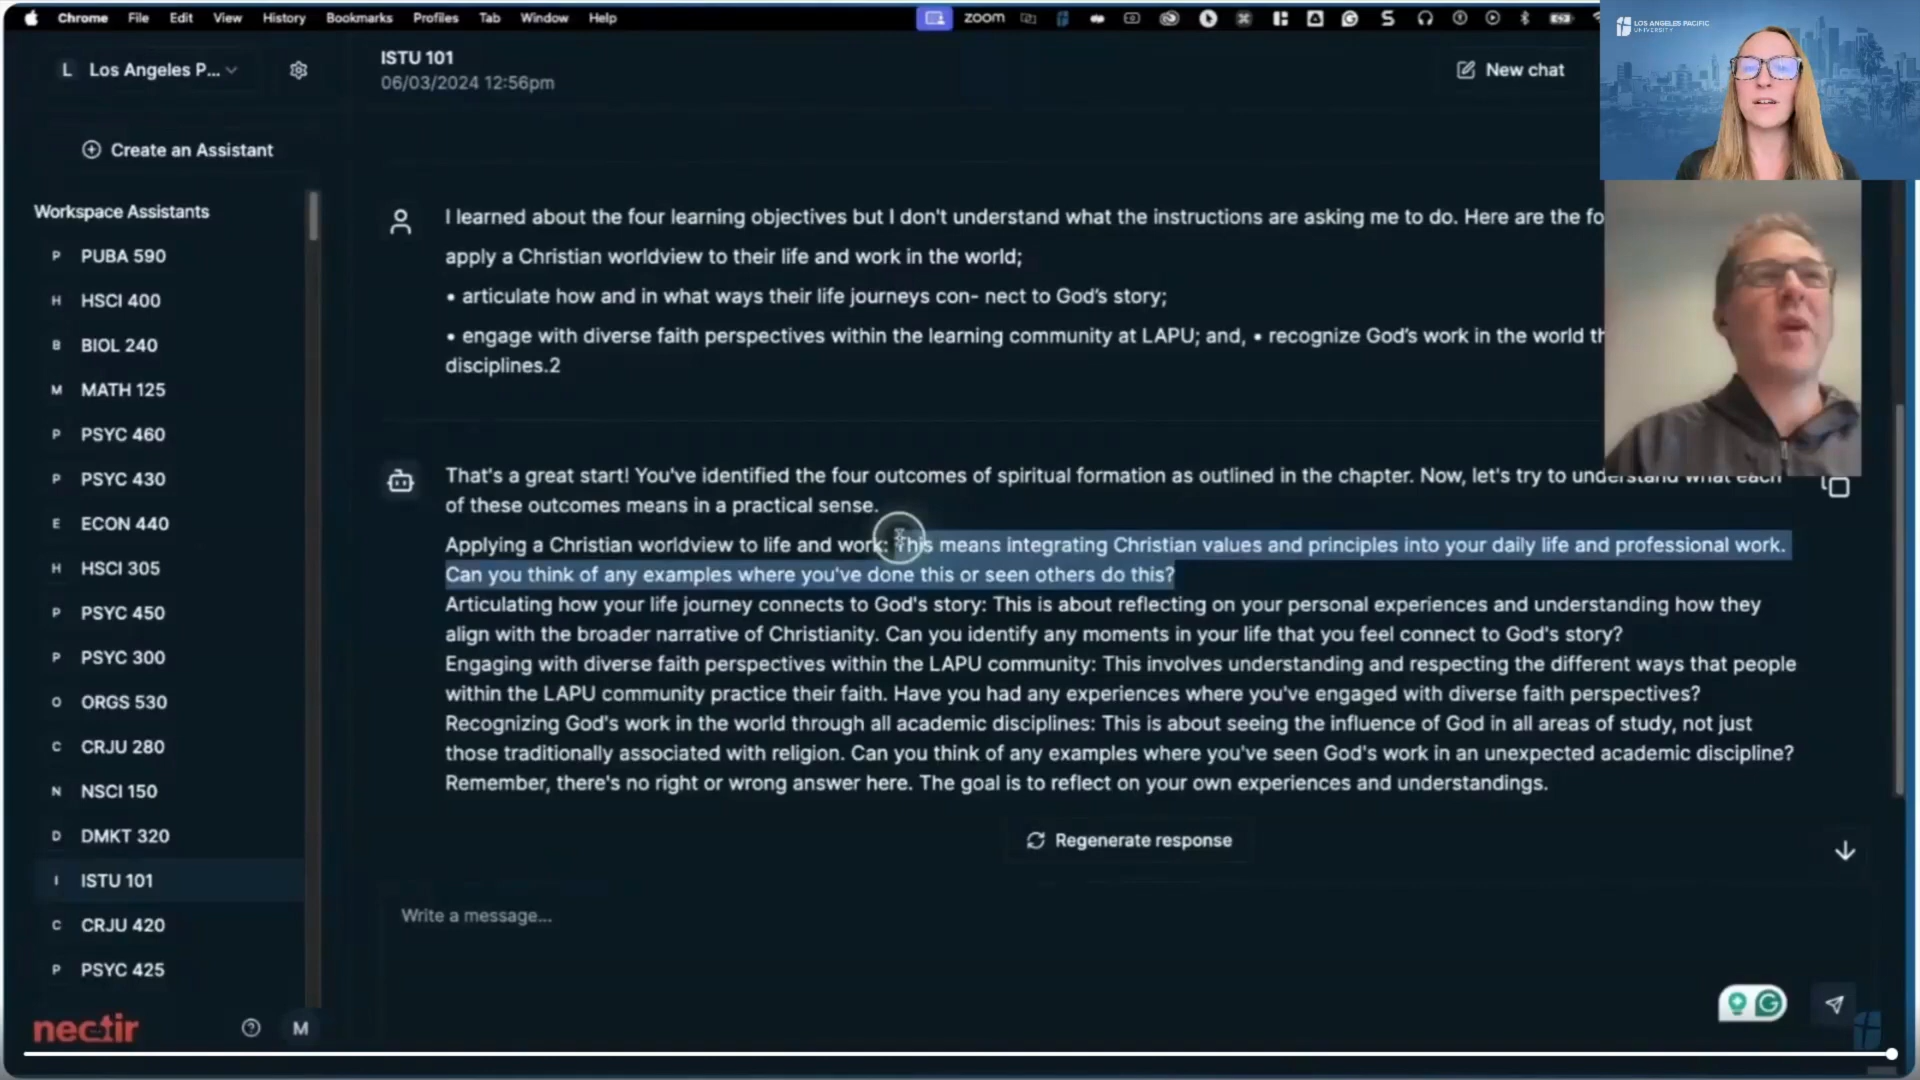 Chrome File Edit View History Bookmarks Profiles Tab Window Help
zoom
LOS ANGELES PACIFIC
UNIVERSITY
L Los Angeles P...
ISTU 101
06/03/2024 12:56pm
New chat
Create an Assistant
Workspace Assistants
P PUBA 590
H HSCI 400
B BIOL 240
M MATH 125
P PSYC 460
P PSYC 430
E ECON 440
H HSCI 305
P PSYC 450
P PSYC 300
O ORGS 530
C CRJU 280
N NSCI 150
D DMKT 320
I ISTU 101
C CRJU 420
P PSYC 425
nectir
M
I learned about the four learning objectives but I don't understand what the instructions are asking me to do. Here are the fo
apply a Christian worldview to their life and work in the world;
• articulate how and in what ways their life journeys con- nect to God's story;
• engage with diverse faith perspectives within the learning community at LAPU; and, • recognize God's work in the world th
disciplines.2
That's a great start! You've identified the four outcomes of spiritual formation as outlined in the chapter. Now, let's try to understand what each
of these outcomes means in a practical sense.
Applying a Christian worldview to life and work: This means integrating Christian values and principles into your daily life and professional work.
Can you think of any examples where you've done this or seen others do this?
Articulating how your life journey connects to God's story: This is about reflecting on your personal experiences and understanding how they
align with the broader narrative of Christianity. Can you identify any moments in your life that you feel connect to God's story?
Engaging with diverse faith perspectives within the LAPU community: This involves understanding and respecting the different ways that people
within the LAPU community practice their faith. Have you had any experiences where you've engaged with diverse faith perspectives?
Recognizing God's work in the world through all academic disciplines: This is about seeing the influence of God in all areas of study, not just
those traditionally associated with religion. Can you think of any examples where you've seen God's work in an unexpected academic discipline?
Remember, there's no right or wrong answer here. The goal is to reflect on your own experiences and understandings.
Regenerate response
Write a message...